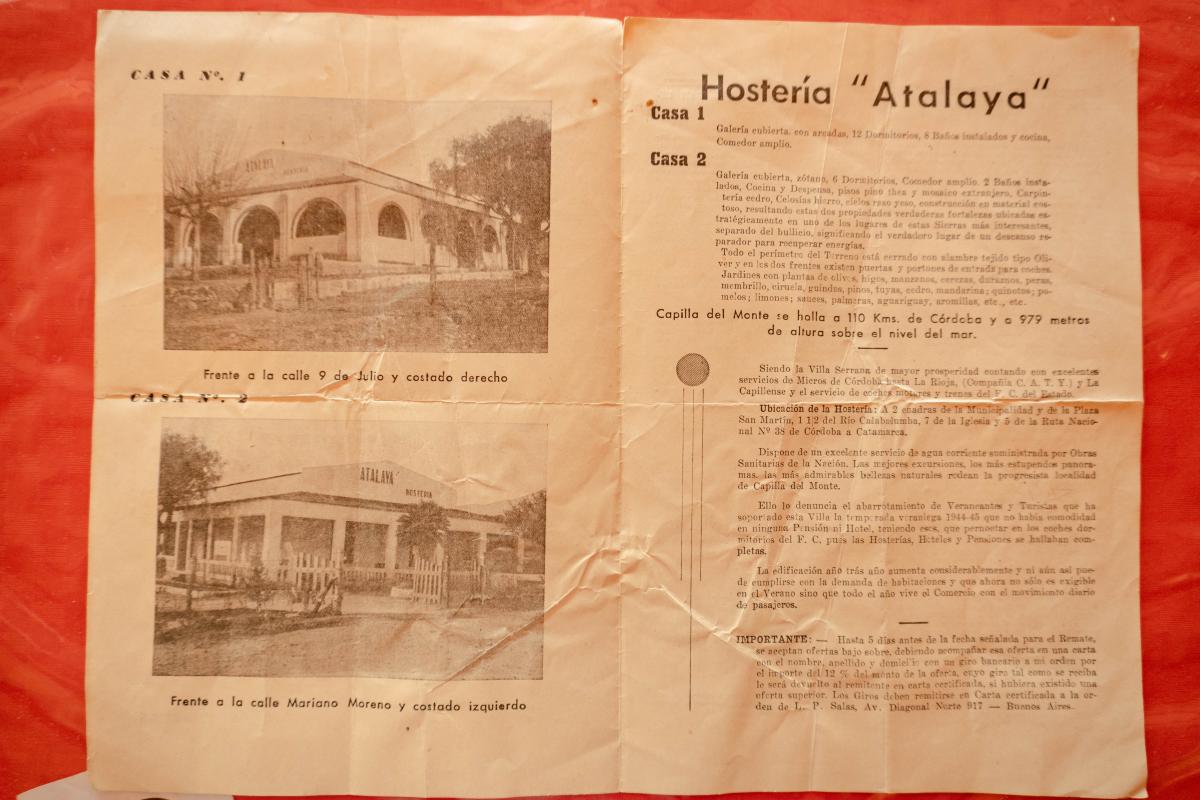 CASA Nº. 1
ATALAYA
HOSTERIA
Frente a la calle 9 de Julio y costado derecho
CASA Nº. 2
ATALAYA
HOSTERIA
Frente a la calle Mariano Moreno y costado izquierdo
Hostería "Atalaya"
Casa 1
Galería cubierta, con arcadas, 12 Dormitorios, 8 Baños instalados y cocina,
Comedor amplio.
Casa 2
Galería cubierta, zótano, 6 Dormitorios, Comedor amplio. 2 Baños insta-
lados, Cocina y Despensa, pisos pino thea y mosaico extranjero, Carpin-
tería cedro, Celosías hierro, cielos raso yeso, construcción en material cos-
toso, resultando estas dos propiedades verdaderas fortalezas ubicadas es-
tratégicamente en uno de los lugares de estas Sierras más interesantes,
separado del bullicio, significando el verdadero lugar de un descanso re-
parador para recuperar energías.
Todo el perímetro del Terreno está cerrado con alambre tejido tipo Oli-
ver y en los dos frentes existen puertas y portones de entrada para coches.
Jardines con plantas de olivos, higos, manzanos, cerezas, duraznos, peras,
membrillo, ciruela, guindas, pinos, tuyas, cedro, mandarina; quinotos; po-
melos; limones; sauces, palmeras, aguariguay, aromillas, etc., etc.
Capilla del Monte se halla a 110 Kms. de Córdoba y a 979 metros
de altura sobre el nivel del mar.
Siendo la Villa Serrana de mayor prosperidad contando con excelentes
servicios de Micros de Córdoba hasta La Rioja, (Compañía C. A. T. Y.) y La
Capillense y el servicio de coches motores y trenes del F. C. del Estado.
Ubicación de la Hostería: A 2 cuadras de la Municipalidad y de la Plaza
San Martín, 1 1|2 del Río Calabalumba, 7 de la Iglesia y 5 de la Ruta Nacio-
nal Nº 38 de Córdoba a Catamarca.
Dispone de un excelente servicio de agua corriente suministrada por Obras
Sanitarias de la Nación. Las mejores excursiones, los más estupendos panora-
mas, las más admirables bellezas naturales rodean la progresista localidad
de Capilla del Monte.
Ello lo denuncia el abarrotamiento de Veraneantes y Turistas que ha
soportado esta Villa la temporada veraniega 1944-45 que no había comodidad
en ninguna Pensión ni Hotel, teniendo esos, que pernoctar en los coches dor-
mitorios del F. C. pués las Hosterías, Hoteles y Pensiones se hallaban com-
pletas.
La edificación año trás año aumenta considerablemente y ni aún así pue-
de cumplirse con la demanda de habitaciones y que ahora no sólo es exigible
en el Verano sino que todo el año vive el Comercio con el movimiento diario
de pasajeros.
IMPORTANTE: — Hasta 5 días antes de la fecha señalada para el Remate,
se aceptan ofertas bajo sobre, debiendo acompañar esa oferta en una carta
con el nombre, apellido y domicilio con un giro bancario a mi orden por
el importe del 12 % del monto de la oferta, cuyo giro tal como se reciba
le será devuelto al remitente en carta certificada, si hubiera existido una
oferta superior. Los Giros deben remitirse en Carta certificada a la or-
den de L. P. Salas, Av. Diagonal Norte 917 — Buenos Aires.